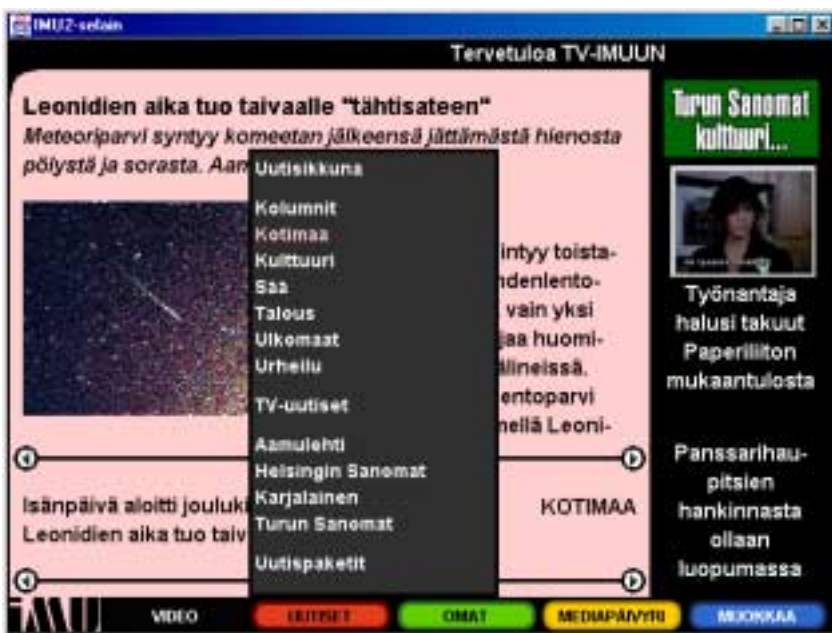 IMU2-selain
Tervetuloa TV-IMUUN
Leonidien aika tuo taivaalle "tähtisateen"
Meteoriparvi syntyy komeetan jälkeensä jättämästä hienosta
pölystä ja sorasta.
intyy toista-
ndenlento-
vain yksi
jaa huomi-
älineissä.
entoparvi
mellä Leoni-
Isänpäivä aloitti jouluki
KOTIMAA
Leonidien aika tuo taiv
Uutisikkuna
Kolumnit
Kotimaa
Kulttuuri
Sää
Talous
Ulkomaat
Urheilu
TV-uutiset
Aamulehti
Helsingin Sanomat
Karjalainen
Turun Sanomat
Uutispaketit
Turun Sanomat
kulttuuri...
Työnantaja
halusi takuut
Paperiliiton
mukaantulosta
Panssarihau-
pitsien
hankinnasta
ollaan
luopumassa
IMU
VIDEO
UUTISET
OMAT
MEDIAPÄIVYRI
MUOKKAA